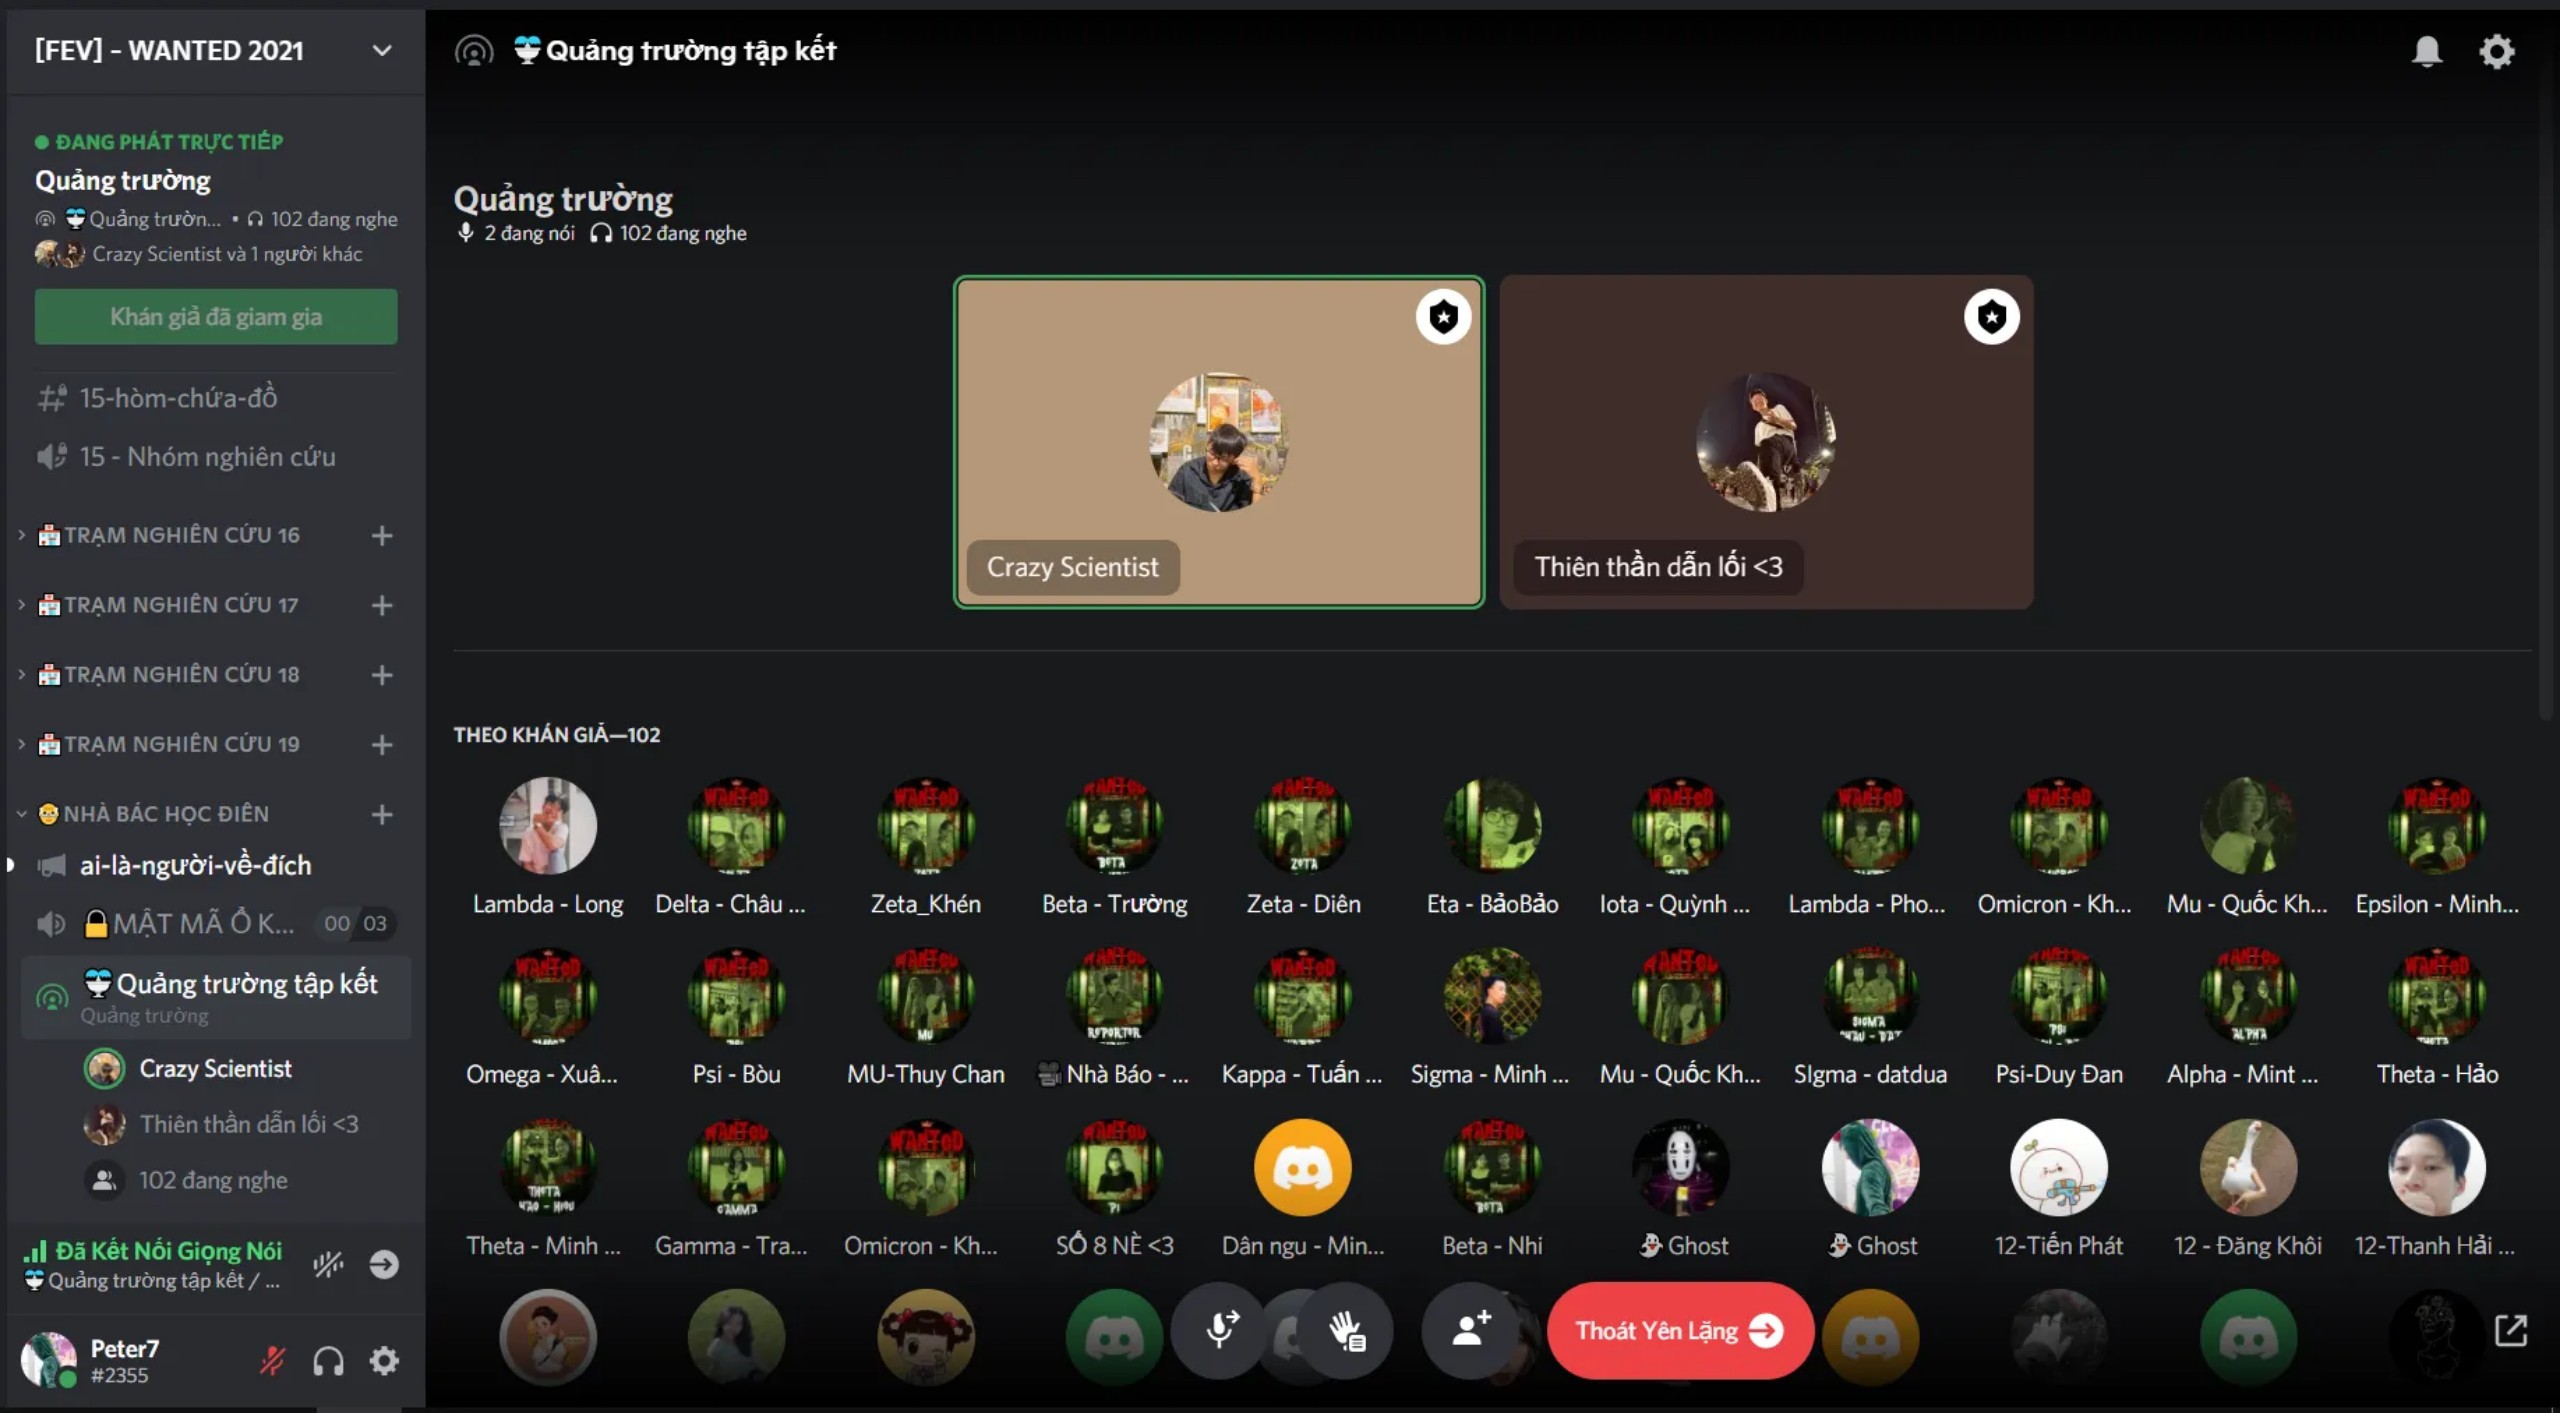 [FEV] - WANTED 2021
ĐANG PHÁT TRỰC TIẾP
Quảng trường
Quảng trườn... • 102 đang nghe
Crazy Scientist và 1 người khác
Khán giả đã giam gia
15-hòm-chứa-đồ
15 - Nhóm nghiên cứu
TRẠM NGHIÊN CỨU 16
TRẠM NGHIÊN CỨU 17
TRẠM NGHIÊN CỨU 18
TRẠM NGHIÊN CỨU 19
NHÀ BÁC HỌC ĐIÊN
ai-là-người-về-đích
MẬT MÃ Ổ K... 00 03
Quảng trường tập kết
Quảng trường
Crazy Scientist
Thiên thần dẫn lối <3
102 đang nghe
Đã Kết Nối Giọng Nói
Quảng trường tập kết / ...
Peter7
#2355
Quảng trường tập kết
Quảng trường
2 đang nói 102 đang nghe
Crazy Scientist
Thiên thần dẫn lối <3
THEO KHÁN GIẢ—102
Lambda - Long
Delta - Châu ...
Zeta_Khén
Beta - Trường
Zeta - Diên
Eta - BảoBảo
Iota - Quỳnh ...
Lambda - Pho...
Omicron - Kh...
Mu - Quốc Kh...
Epsilon - Minh...
Omega - Xuâ...
Psi - Bòu
MU-Thuy Chan
Nhà Báo - ...
Kappa - Tuấn ...
Sigma - Minh ...
Mu - Quốc Kh...
SIgma - datdua
Psi-Duy Đan
Alpha - Mint ...
Theta - Hảo
Theta - Minh ...
Gamma - Tra...
Omicron - Kh...
SỐ 8 NÈ <3
Dân ngu - Min...
Beta - Nhi
Ghost
Ghost
12-Tiến Phát
12 - Đăng Khôi
12-Thanh Hải ...
Thoát Yên Lặng